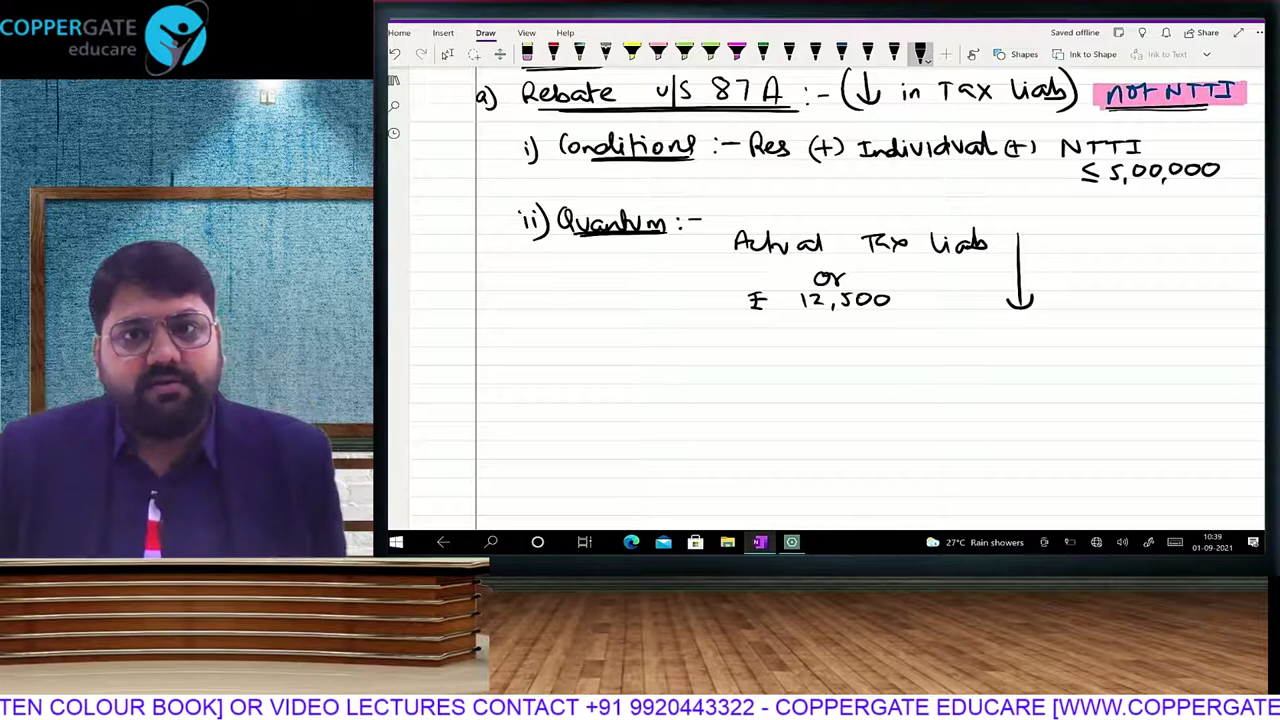 COPPERGATE
educare
Home Insert Draw View Help
Saved offline
Share
Shapes
Ink to Shape
Ink to Text
a) Rebate u/s 87A :- (↓ in Tax liab) not NTTI
i) Conditions :- Res (+) Individual (+) NTTI
≤ 5,00,000
ii) Quantum :-
Actual Tax liab
or
₹ 12,500
27°C Rain showers
10:39
01-09-2021
TEN COLOUR BOOK] OR VIDEO LECTURES CONTACT +91 9920443322 - COPPERGATE EDUCARE [WWW.COPPERGATE